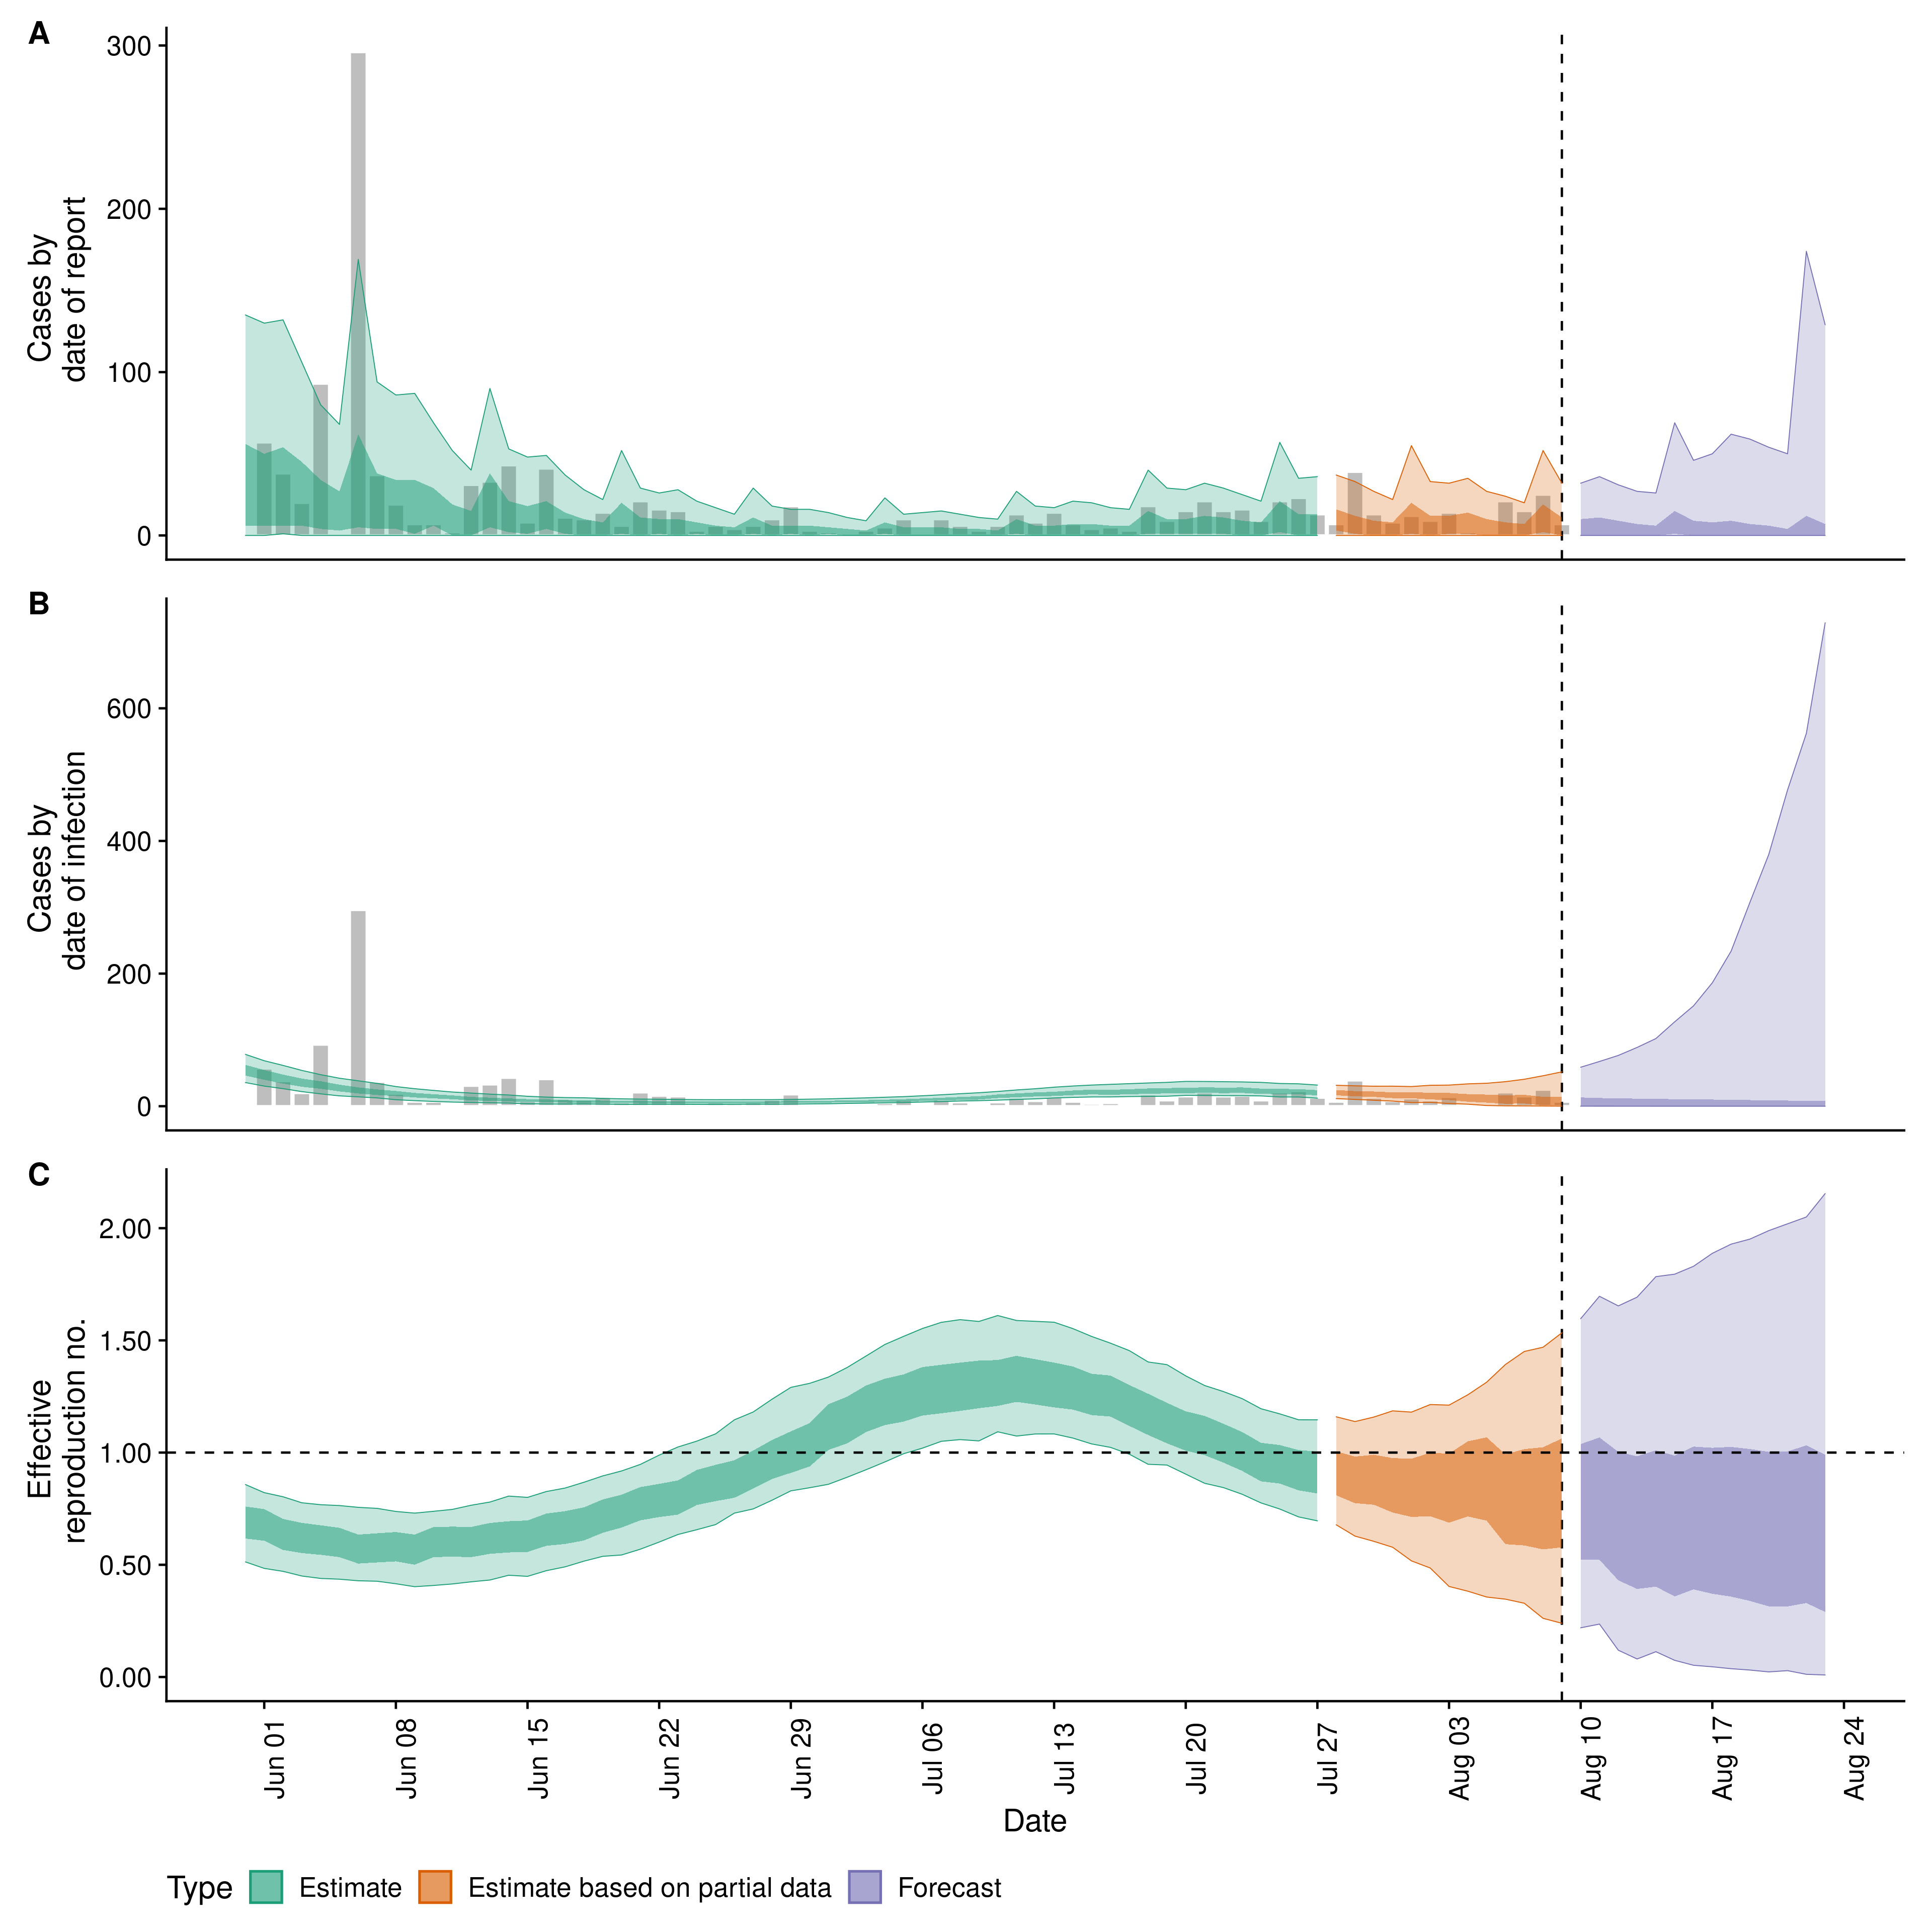 A
Cases by
date of report
300
200
100
0
B
Cases by
date of infection
600
400
200
0
C
Effective
reproduction no.
2.00
1.50
1.00
0.50
0.00
Jun 01
Jun 08
Jun 15
Jun 22
Jun 29
Jul 06
Jul 13
Jul 20
Jul 27
Aug 03
Aug 10
Aug 17
Aug 24
Date
Type Estimate Estimate based on partial data Forecast